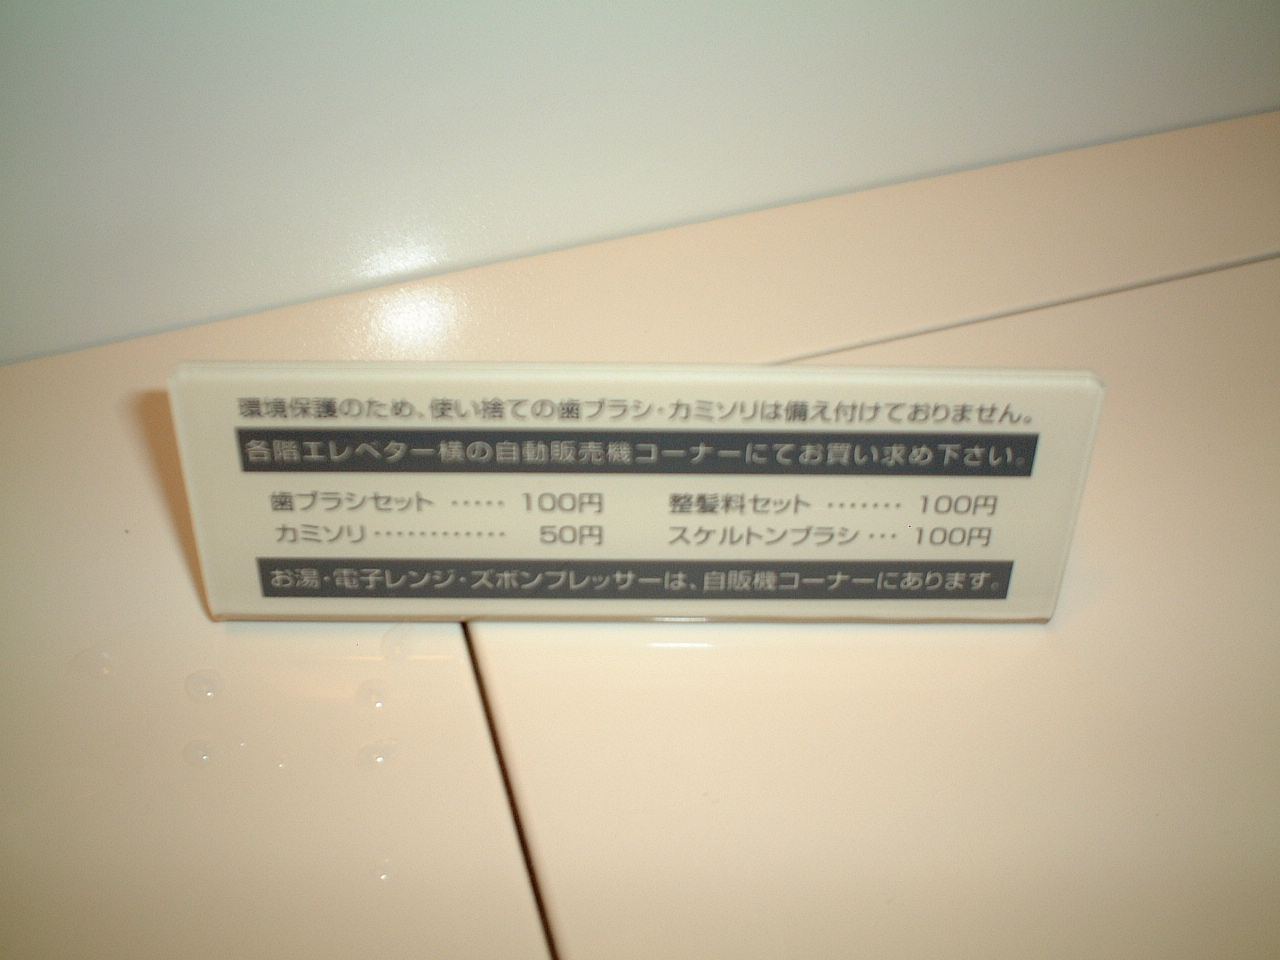 環境保護のため、使い捨ての歯ブラシ・カミソリは備え付けておりません。
各階エレベター横の自動販売機コーナーにてお買い求め下さい。
歯ブラシセット ····· 100円 整髪料セット ······· 100円
カミソリ ············ 50円 スケルトンブラシ ··· 100円
お湯・電子レンジ・ズボンプレッサーは、自販機コーナーにあります。